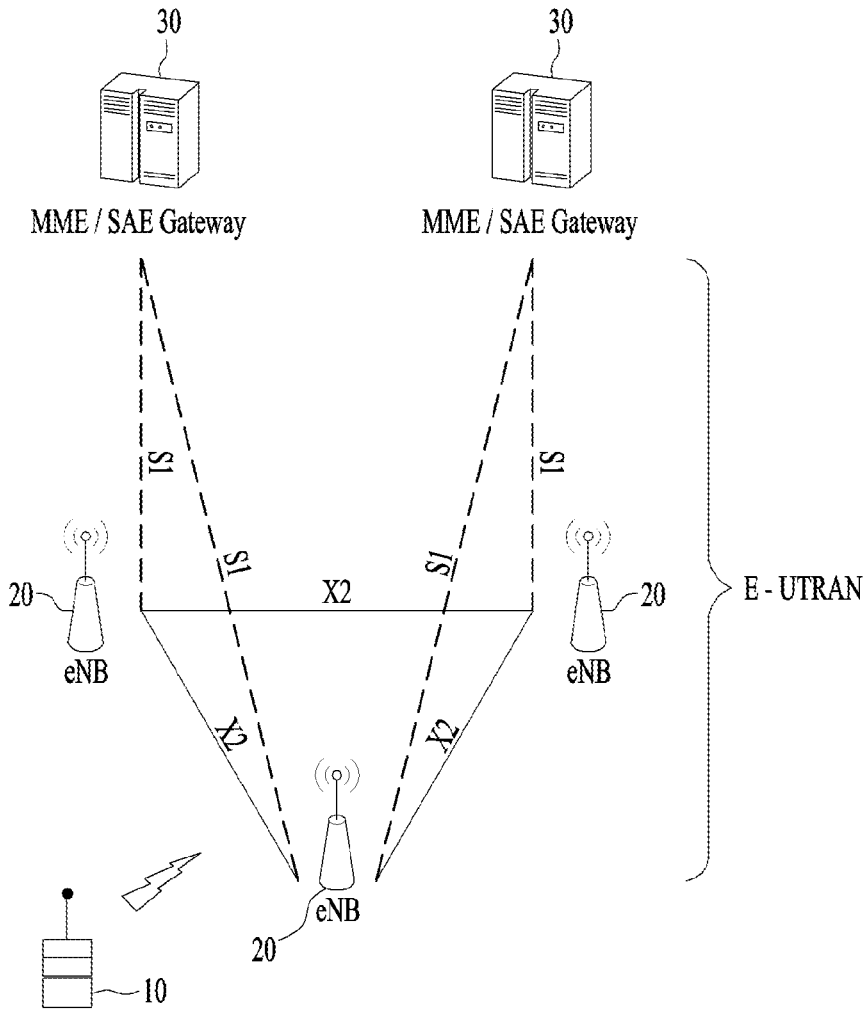 30
30
MME / SAE Gateway
MME / SAE Gateway
S1
S1
S1
S1
20
X2
20
E - UTRAN
eNB
eNB
X2
X2
20
eNB
10